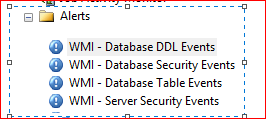 Alerts
WMI - Database DDL Events
WMI - Database Security Events
WMI - Database Table Events
WMI - Server Security Events